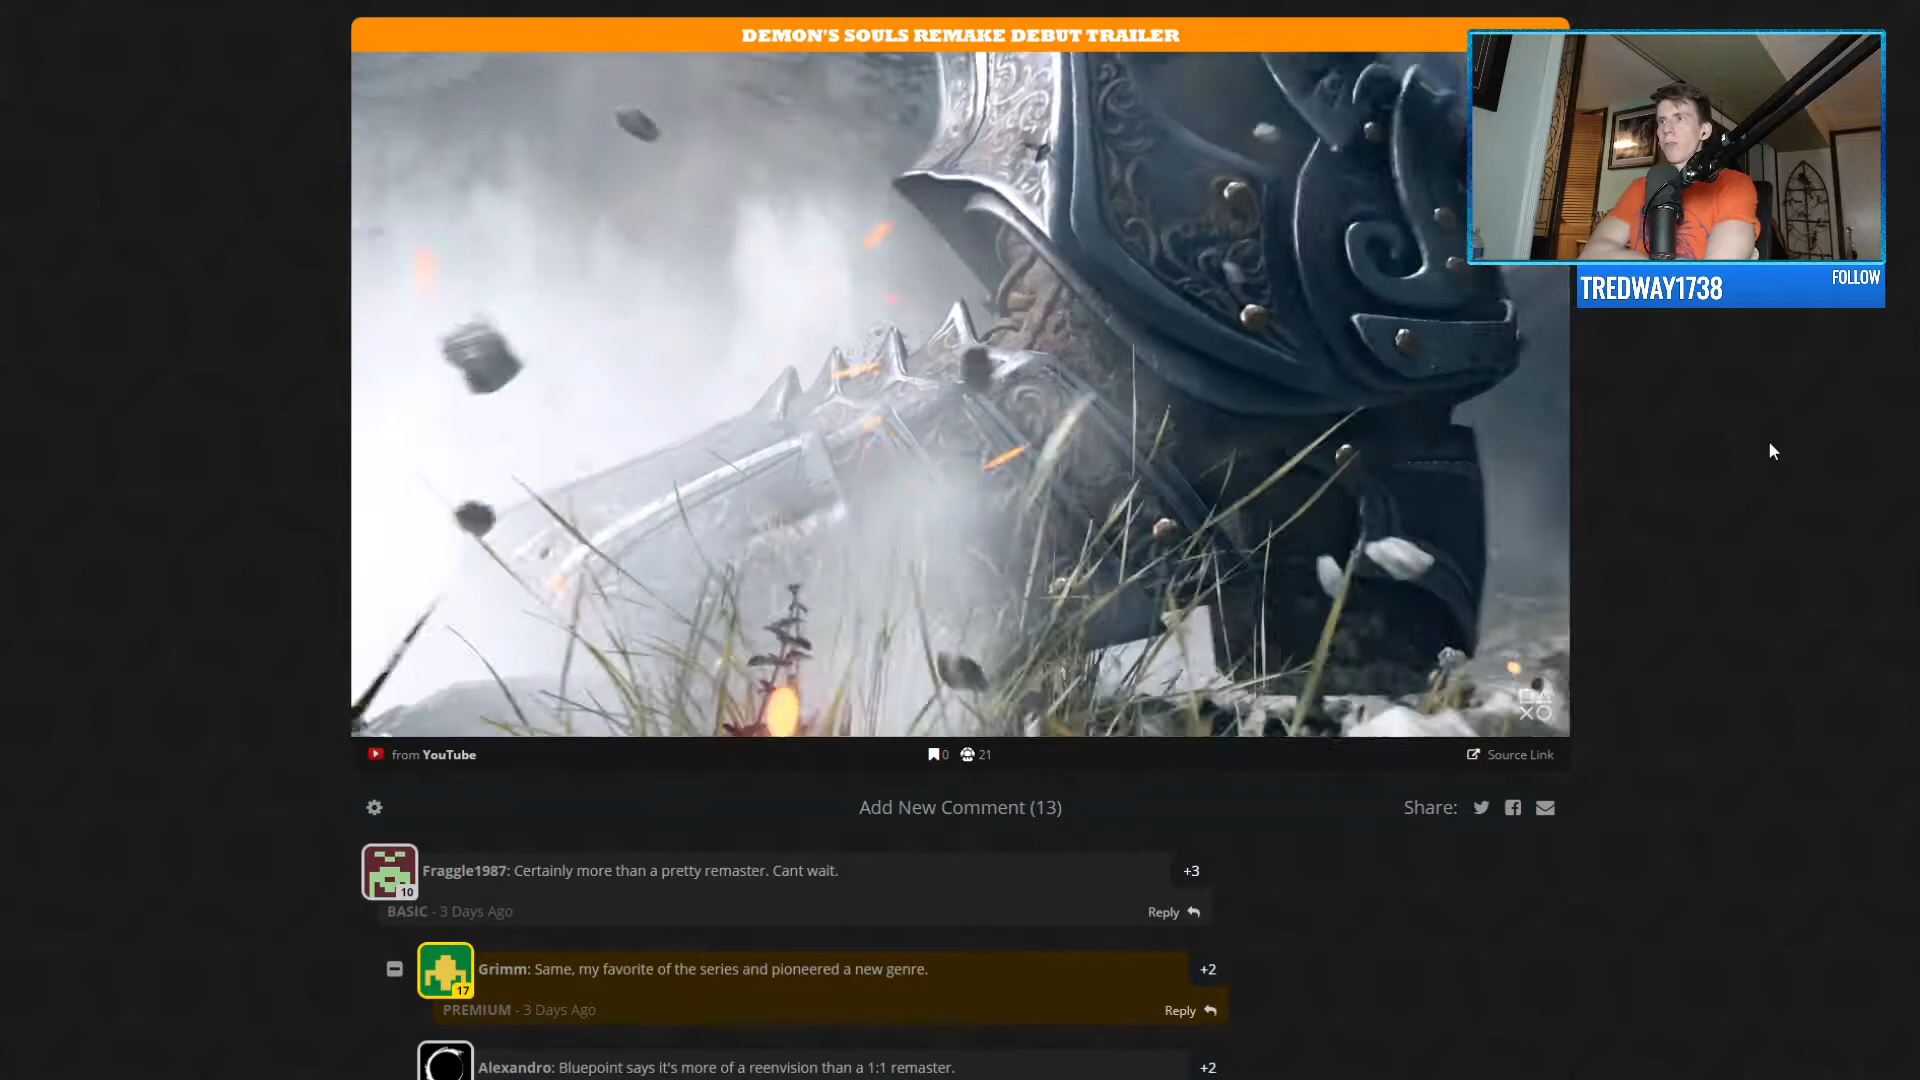 DEMON'S SOULS REMAKE DEBUT TRAILER
TREDWAY1738
FOLLOW
from YouTube
0
21
Source Link
Add New Comment (13)
Share:
Fraggle1987: Certainly more than a pretty remaster. Cant wait.
+3
10
BASIC - 3 Days Ago
Reply
Grimm: Same, my favorite of the series and pioneered a new genre.
+2
17
PREMIUM - 3 Days Ago
Reply
Alexandro: Bluepoint says it's more of a reenvision than a 1:1 remaster.
+2